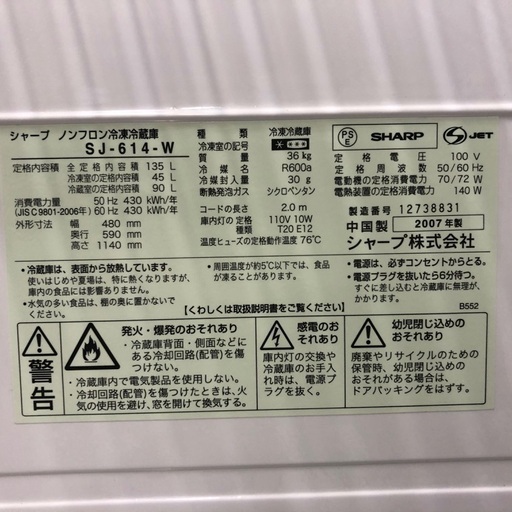 シャープ ノンフロン冷凍冷蔵庫
SJ-614-W
定格内容積 全定格内容積 135 L
冷凍室の定格内容積 45 L
冷蔵室の定格内容積 90 L
消費電力量 50 Hz 430 kWh/年
(JIS C 9801-2006年) 60 Hz 430 kWh/年
外形寸法 幅 480 mm
奥行 590 mm
高さ 1140 mm
種類 冷凍冷蔵庫
冷凍室の記号
質量 36 kg
冷媒 R600a
冷媒封入量 30 g
断熱発泡ガス シクロペンタン
コードの長さ 2.0 m
庫内灯の定格 110V 10W
T20 E12
温度ヒューズの定格動作温度 76℃
PS E SHARP S JET
定格電圧 100 V
定格周波数 50/60 Hz
電動機の定格消費電力 70/72 W
電熱装置の定格消費電力 140 W
製造番号 12738831
中国製 2007年製
シャープ株式会社
・冷蔵庫は、表面から放熱しています。
使いはじめや夏場は、特に熱く感じられますが、
庫内の食品には影響ありません。
・水気の多い食品は、棚の奥に置かない
・周囲温度が約5℃以下では、食品
が凍ることがあります。
・電源は、必ずコンセントからとる。
・電源プラグを抜いたら6分待つ。
すぐに差し込むと冷蔵庫に無理が、
かかります。
【くわしくは取扱説明書をご覧ください】
B552
警告
発火・爆発のおそれあり
・冷蔵庫背面・側面などに
ある冷却回路(配管)を傷
つけない。
・冷蔵庫内で電気製品を使用しない。
・冷却回路(配管)を傷つけたときは、火
気の使用を避け、窓を開けて換気する。
感電のおそれあり
庫内灯の交換や
冷蔵庫のお手入
れ時は、電源プ
ラグを抜く。
幼児閉じ込めの
おそれあり
廃棄やリサイクルのための
保管時、幼児閉じ込めの
おそれがある場合は、
ドアパッキングをはずす。